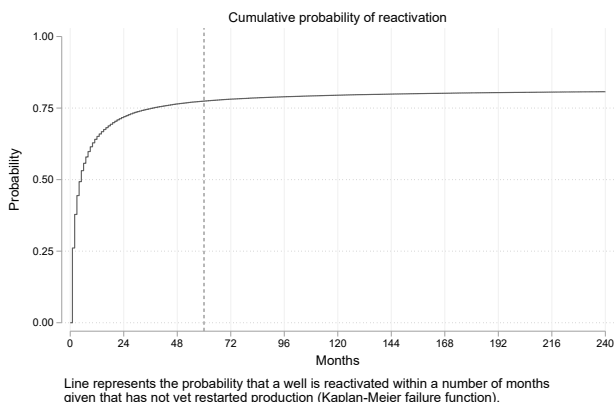 Cumulative probability of reactivation
1.00
0.75
0.50
0.25
0.00
Probability
0 24 48 72 96 120 144 168 192 216 240
Months
Line represents the probability that a well is reactivated within a number of months
given that has not yet restarted production (Kaplan-Meier failure function).